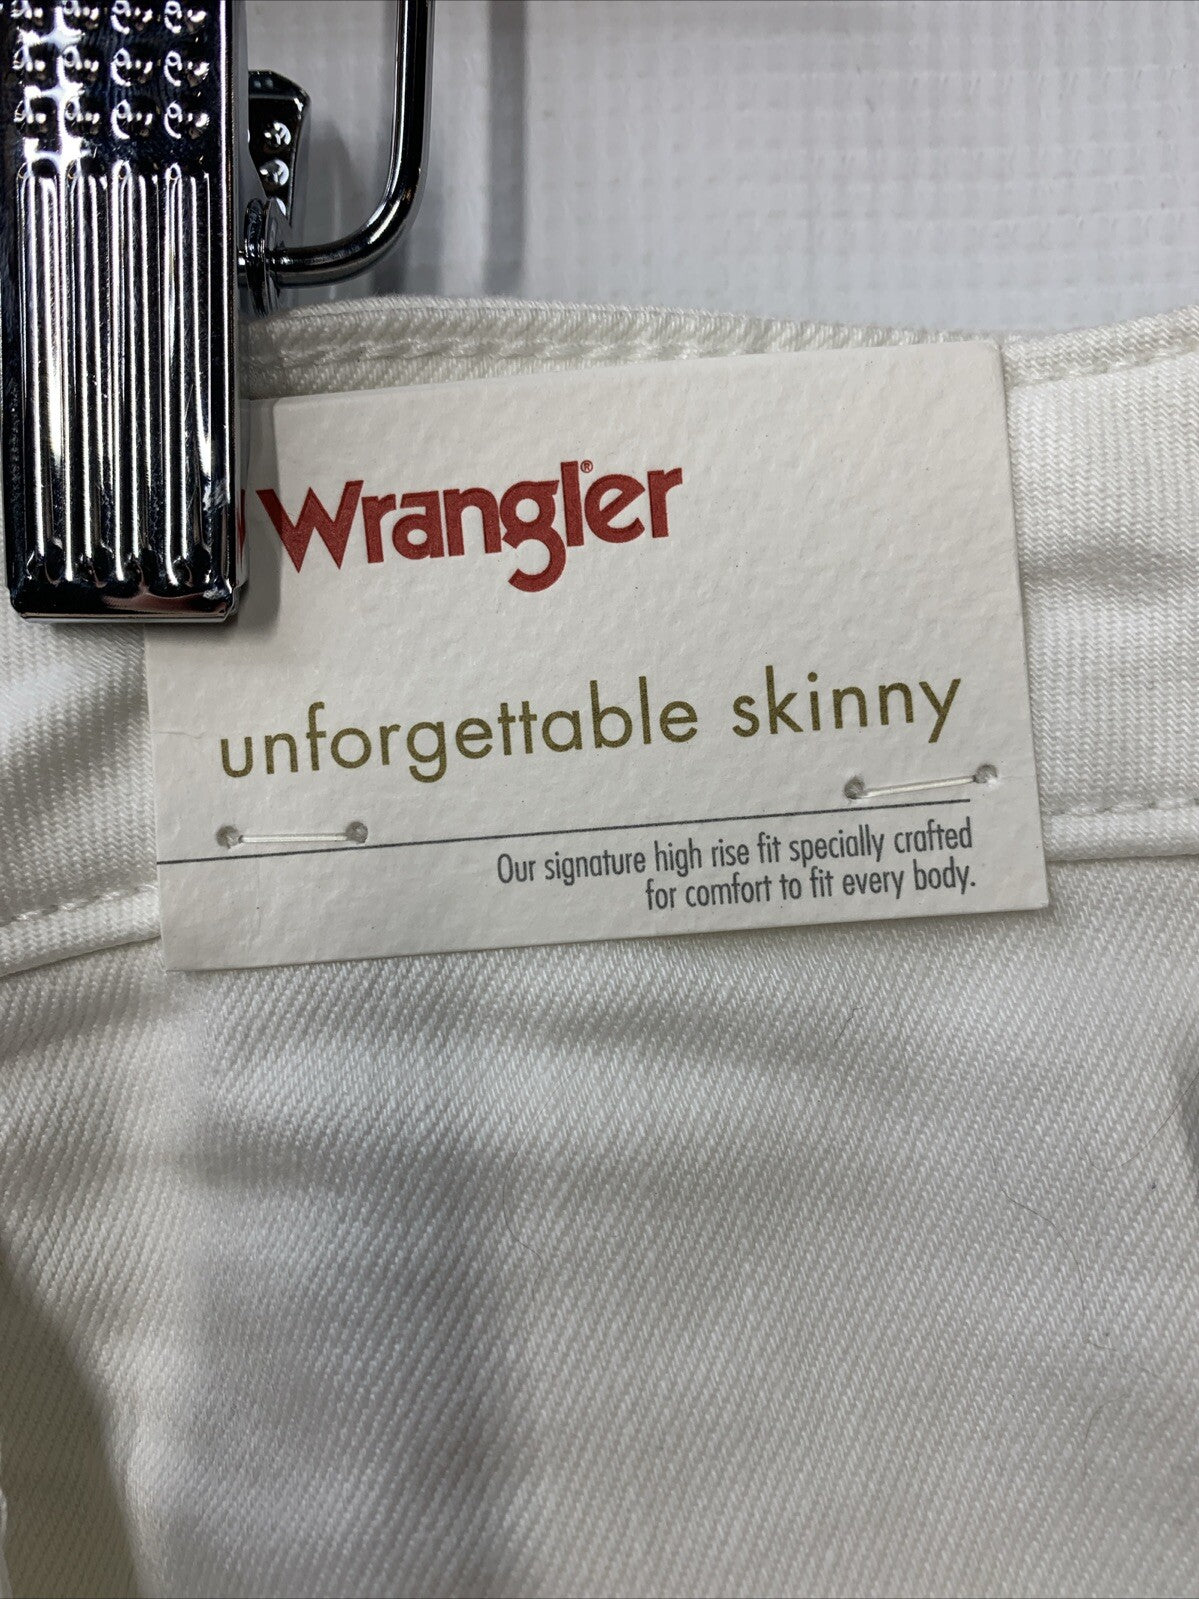 Wrangler®
unforgettable skinny
Our signature high rise fit specially crafted
for comfort to fit every body.